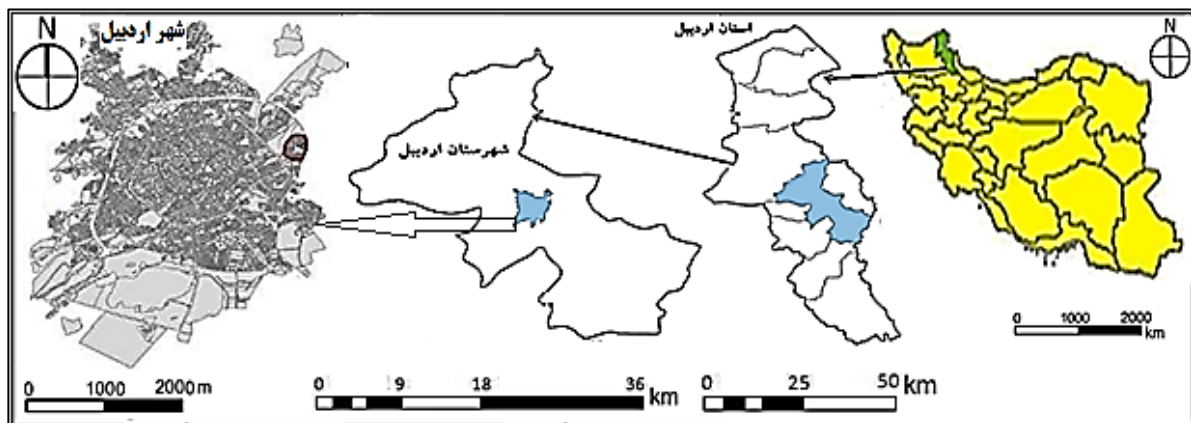 N
شهر اردبیل
استان اردبیل
N
شهرستان اردبیل
0 1000 2000 m
0 9 18 36 km
0 25 50 km
0 1000 2000 km